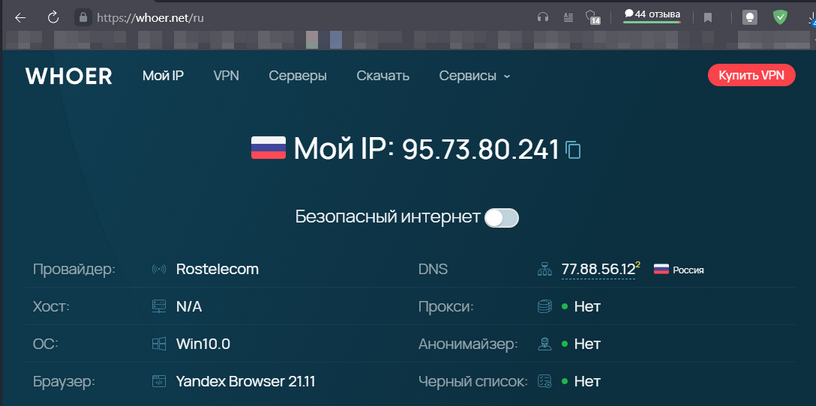 https://whoer.net/ru
14
44 отзыва
WHOER Мой IP VPN Серверы Скачать Сервисы Купить VPN
Мой IP: 95.73.80.241
Безопасный интернет
Провайдер: Rostelecom DNS 77.88.56.12 2 Россия
Хост: N/A Прокси: Нет
ОС: Win10.0 Анонимайзер: Нет
Браузер: Yandex Browser 21.11 Черный список: Нет